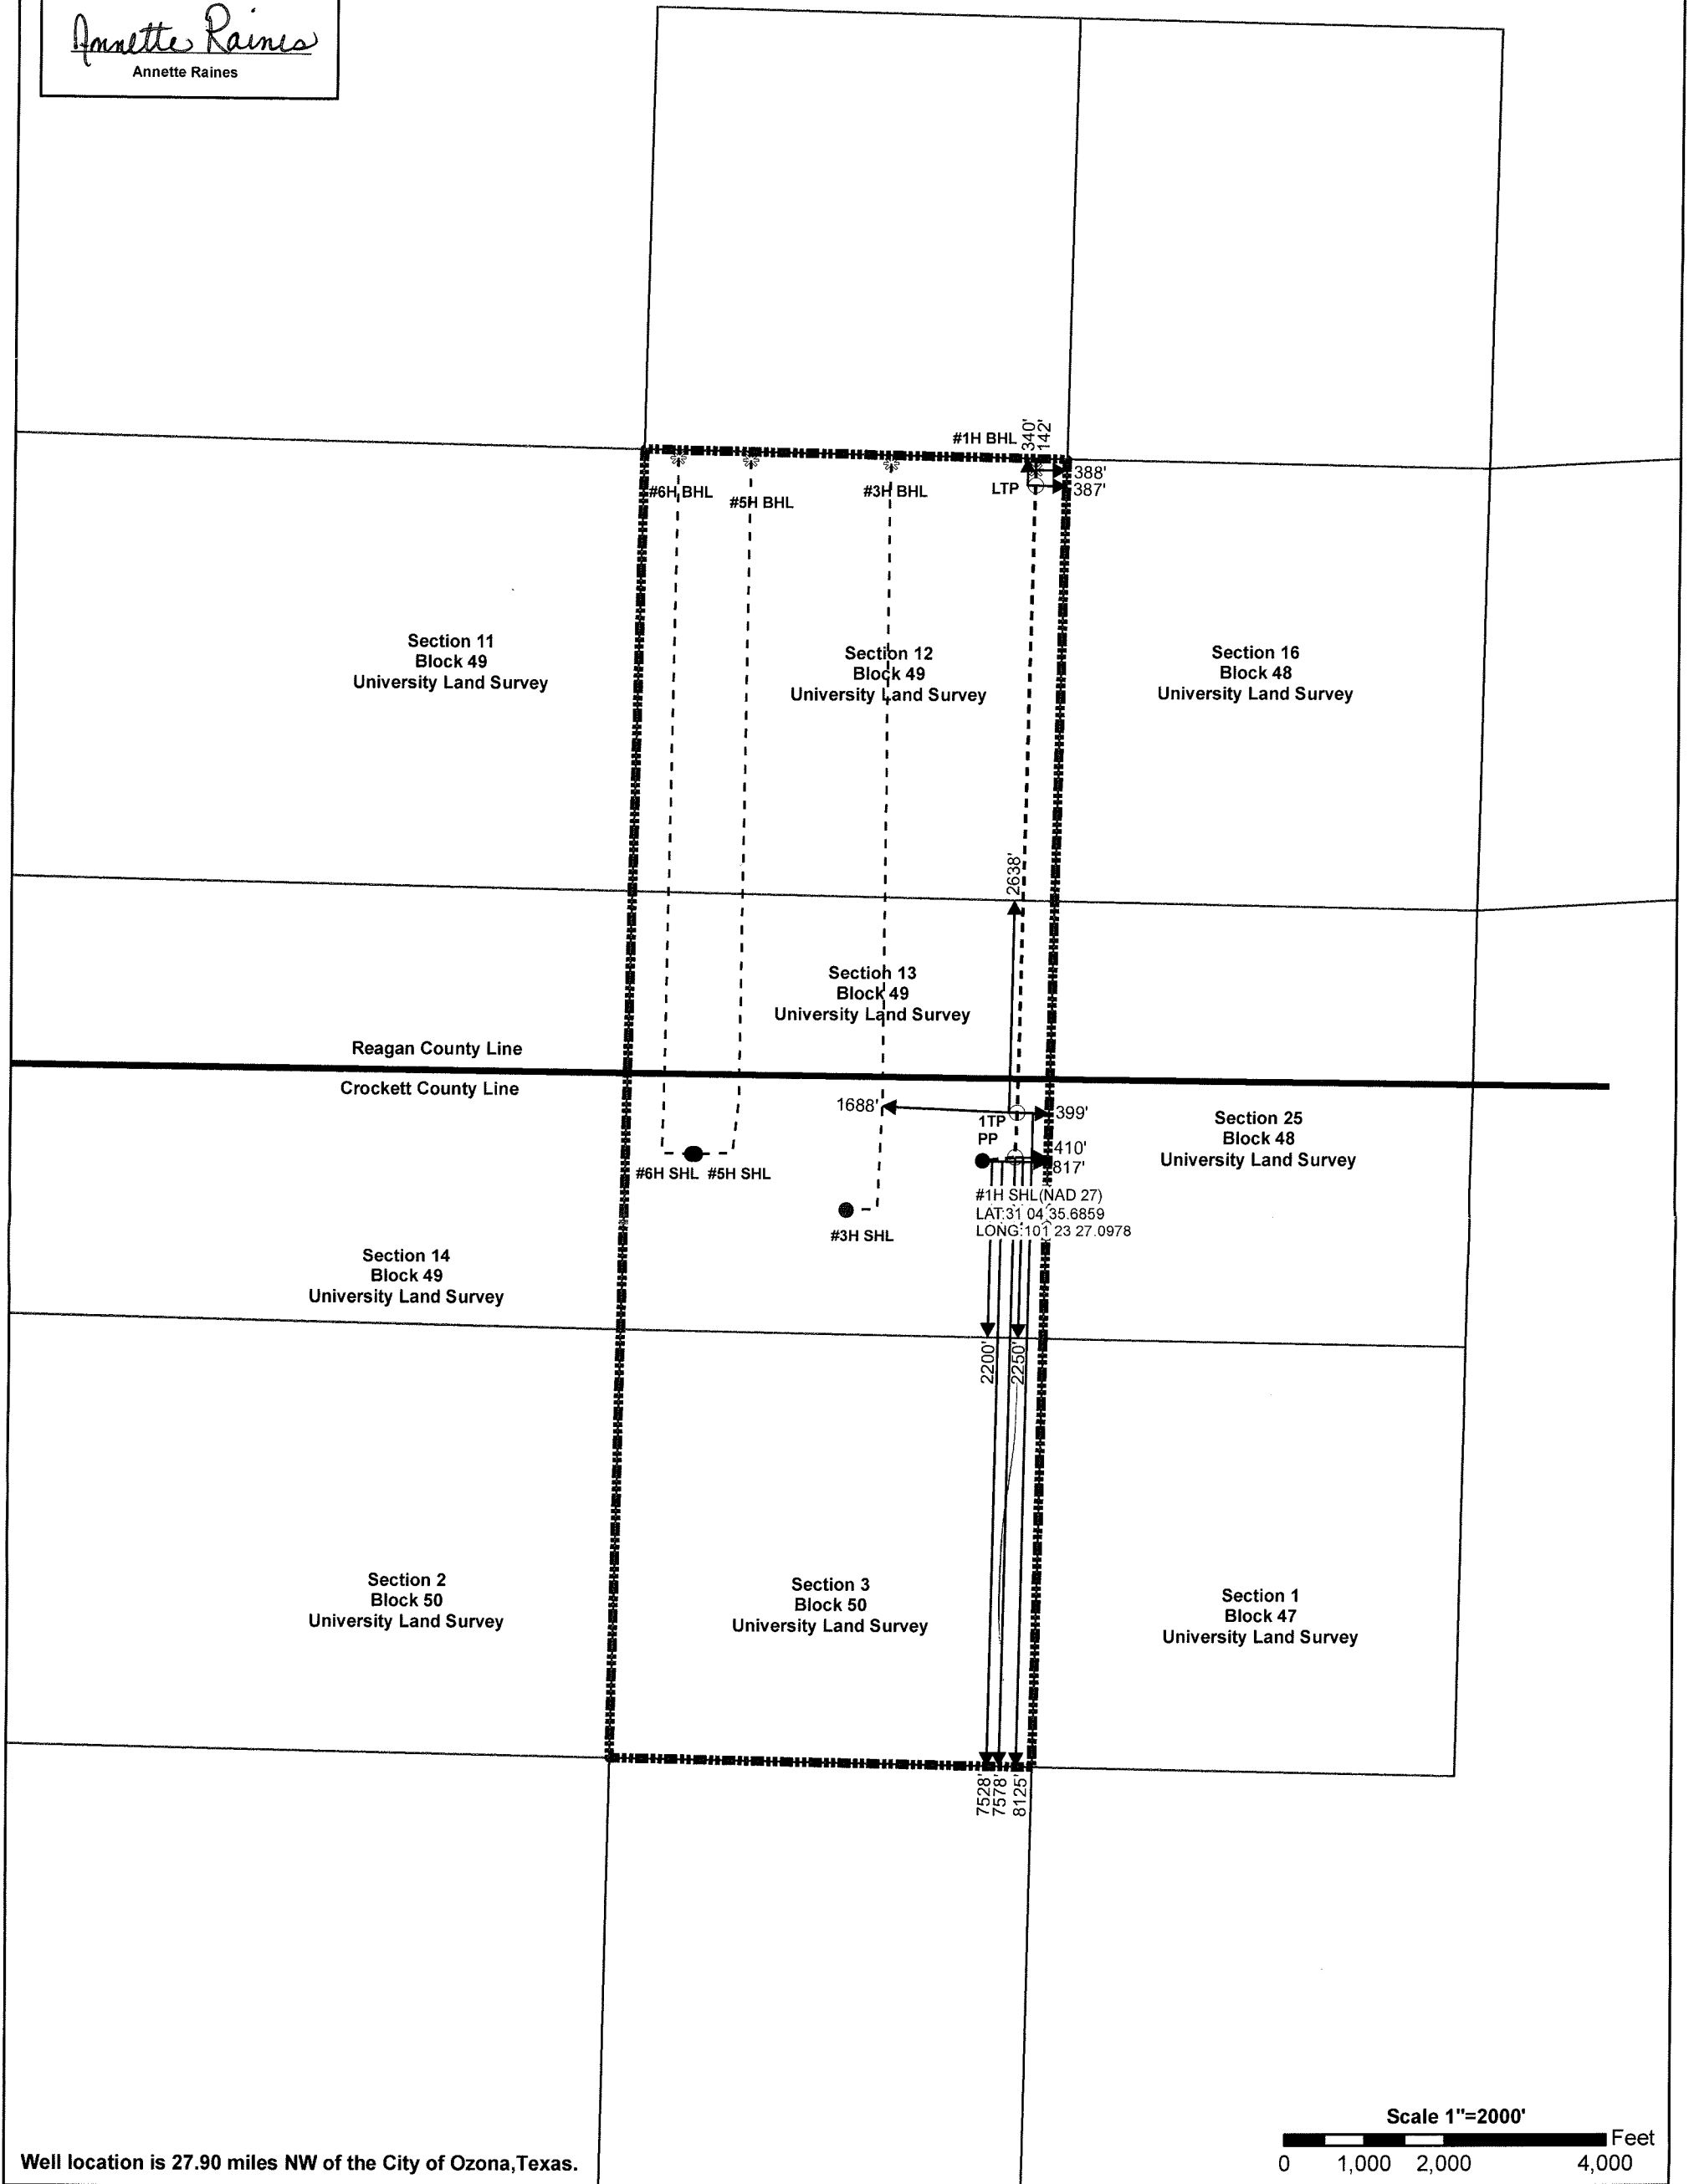 Annette Raines
Annette Raines
#1H BHL
340'
142'
388'
387'
LTP
#6H BHL
#5H BHL
#3H BHL
Section 11
Block 49
University Land Survey
Section 12
Block 49
University Land Survey
Section 16
Block 48
University Land Survey
2638'
Section 13
Block 49
University Land Survey
Reagan County Line
Crockett County Line
1688'
399'
1TP
PP
410'
817'
Section 25
Block 48
University Land Survey
#6H SHL #5H SHL
#3H SHL
#1H SHL(NAD 27)
LAT:31 04 35.6859
LONG:101 23 27.0978
Section 14
Block 49
University Land Survey
2200'
2250'
Section 2
Block 50
University Land Survey
Section 3
Block 50
University Land Survey
Section 1
Block 47
University Land Survey
7528'
7578'
8125'
Scale 1"=2000'
Feet
0 1,000 2,000 4,000
Well location is 27.90 miles NW of the City of Ozona,Texas.